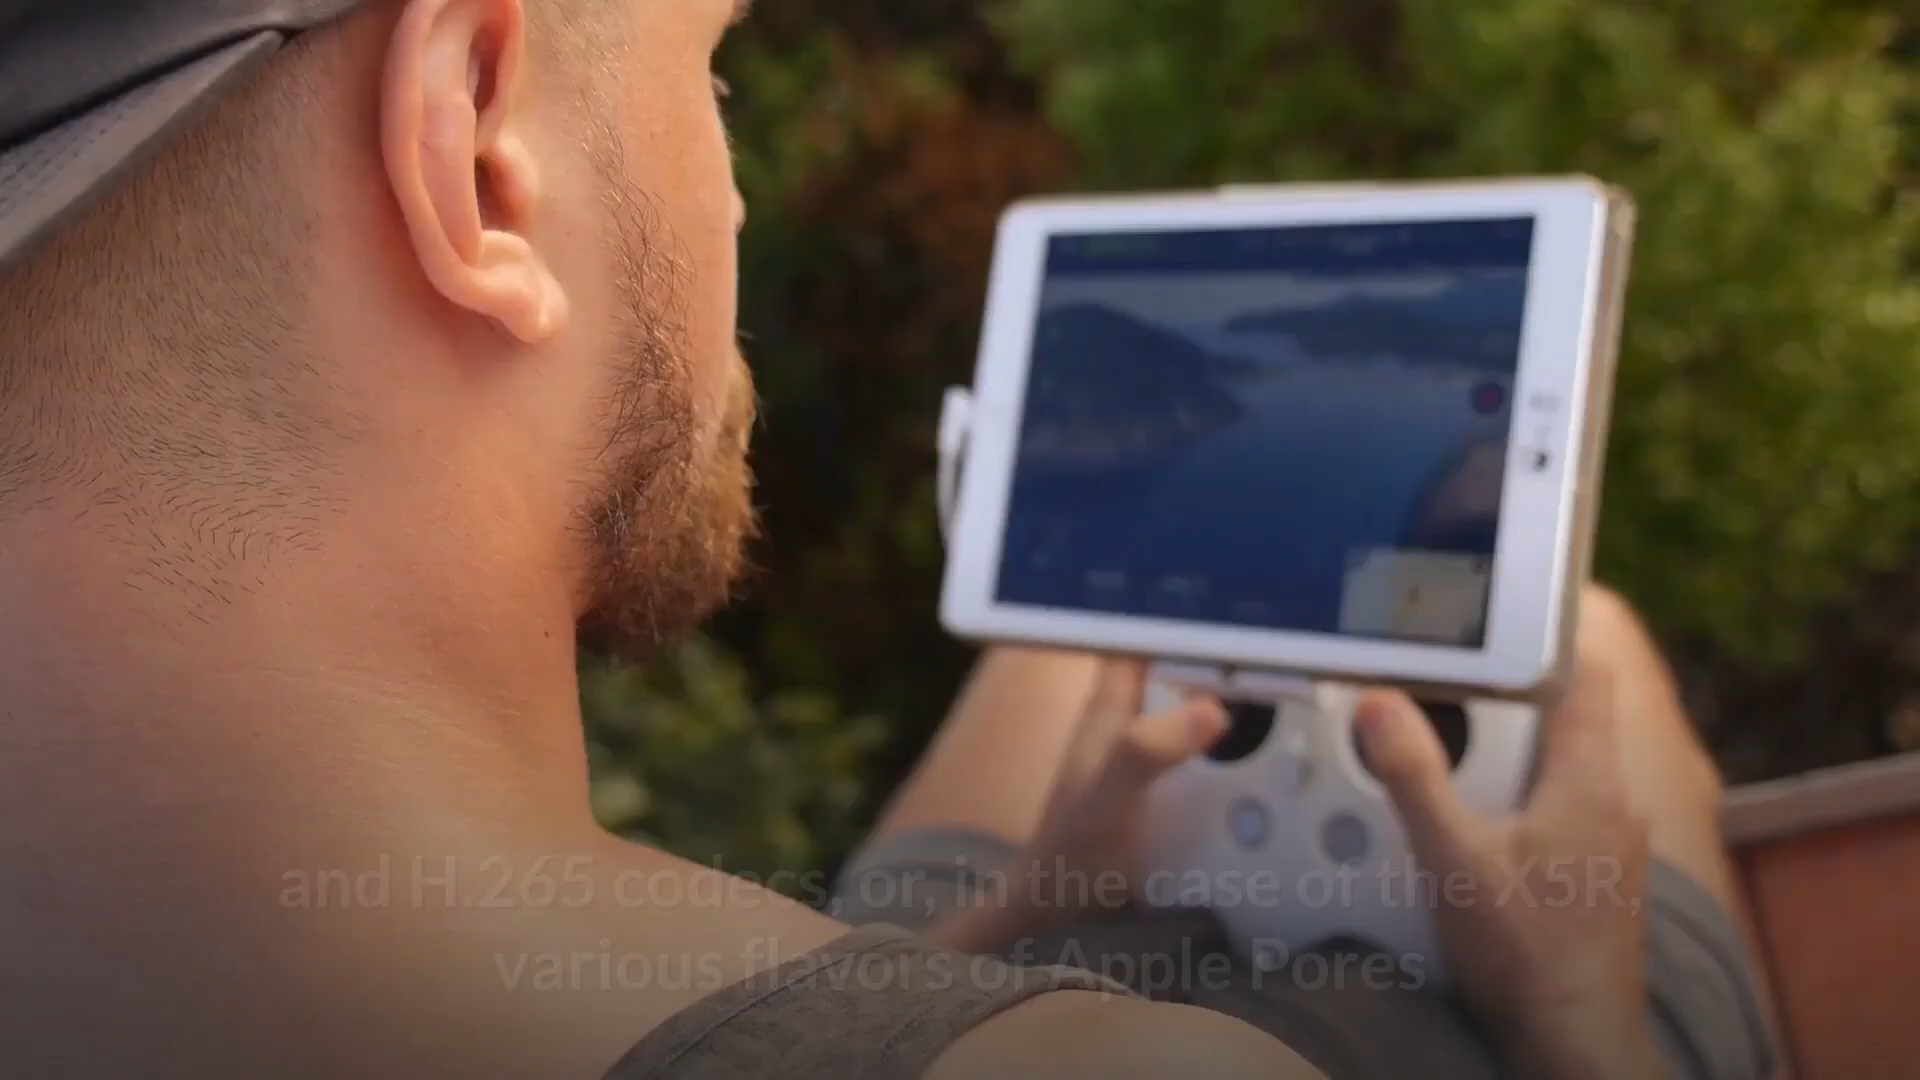 and H.265 codecs, or, in the case of the X5R,
various flavors of Apple Pores